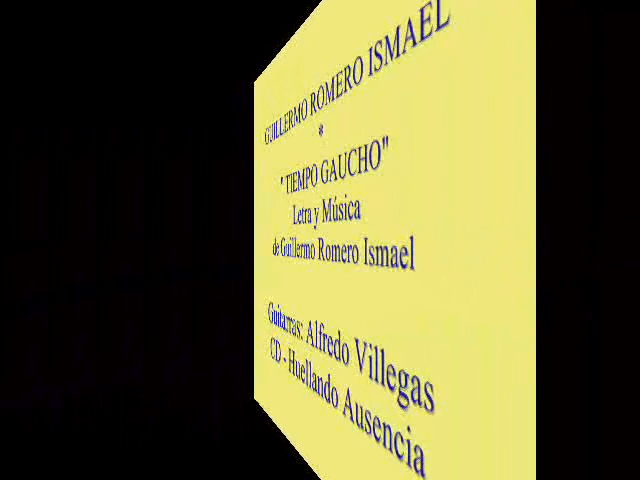 GUILLERMO ROMERO ISMAEL
*
"TIEMPO GAUCHO"
Letra y Música
de Guillermo Romero Ismael
Guitarras: Alfredo Villegas
CD - Huellando Ausencia